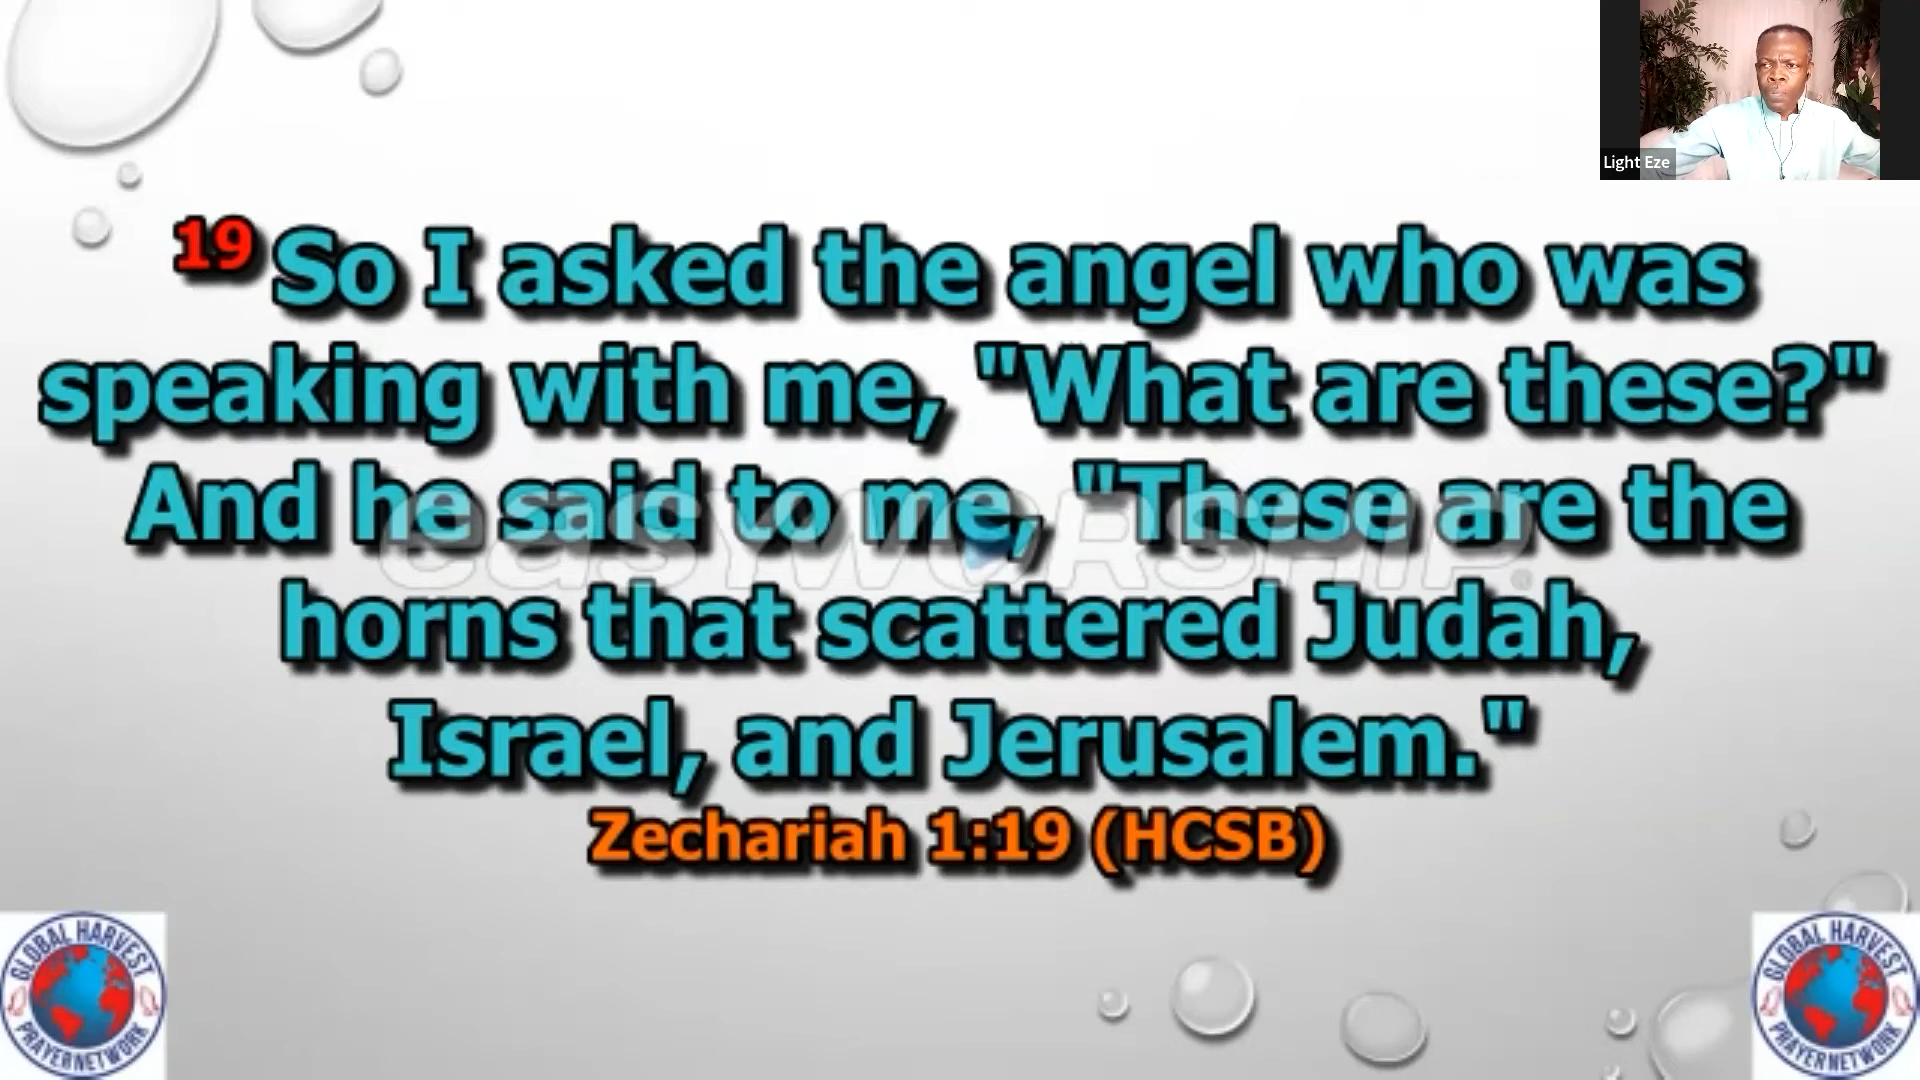 Light Eze
19 So I asked the angel who was
speaking with me, "What are these?"
And he said to me, "These are the
horns that scattered Judah,
Israel, and Jerusalem."
Zechariah 1:19 (HCSB)
easyworship®
GLOBAL HARVEST
PRAYERNETWORK
GLOBAL HARVEST
PRAYERNETWORK